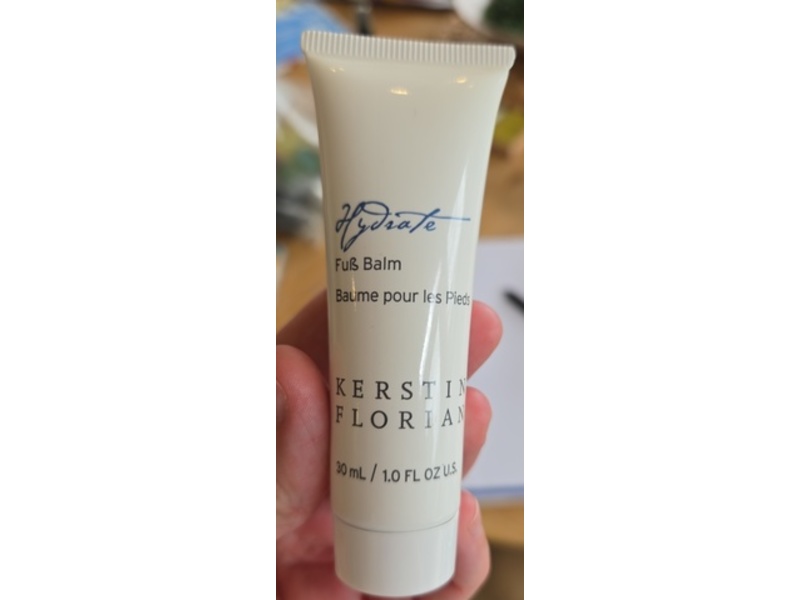 Hydrate
Fuß Balm
Baume pour les Pieds
KERSTIN
FLORIAN
30 mL / 1.0 FL OZ U.S.